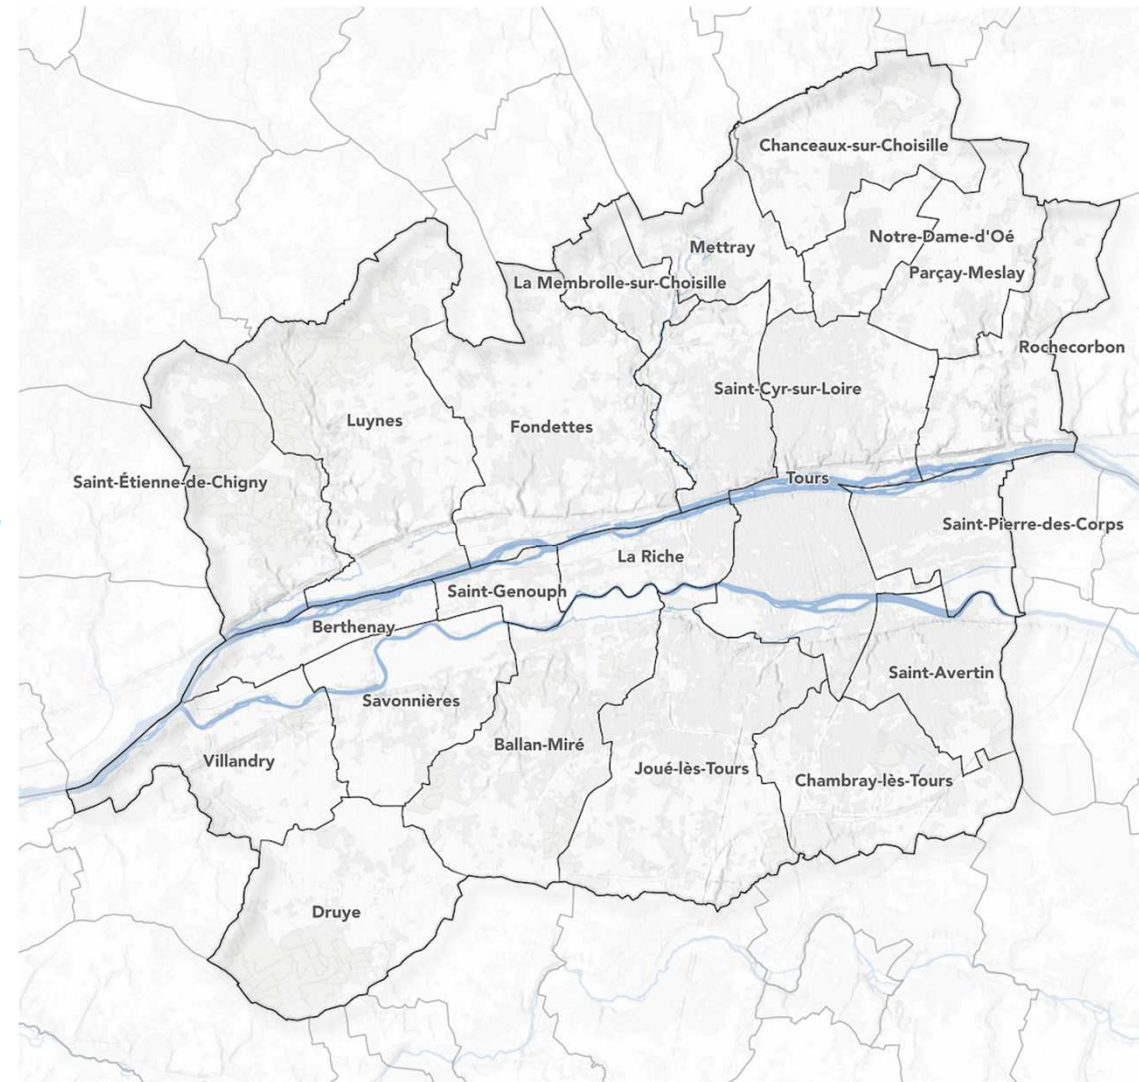 Chanceaux-sur-Choisille
Notre-Dame-d'Oé
Mettray
Parçay-Meslay
La Membrolle-sur-Choisille
Rochecorbon
Saint-Cyr-sur-Loire
Luynes
Fondettes
Saint-Étienne-de-Chigny
Tours
Saint-Pierre-des-Corps
La Riche
Saint-Genouph
Berthenay
Saint-Avertin
Savonnières
Ballan-Miré
Villandry
Joué-lès-Tours
Chambray-lès-Tours
Druye